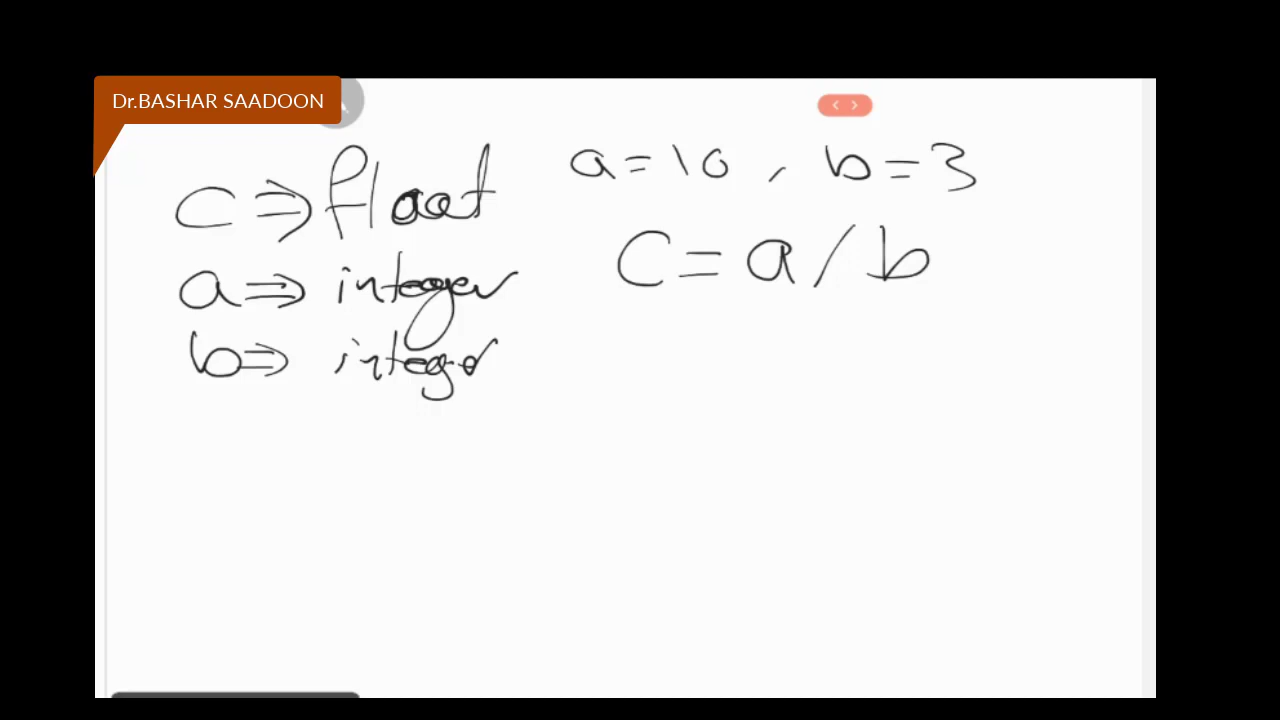 Dr.BASHAR SAADOON
c ⇒ float
a ⇒ integer
b ⇒ integer
a = 10 , b = 3
C = a / b